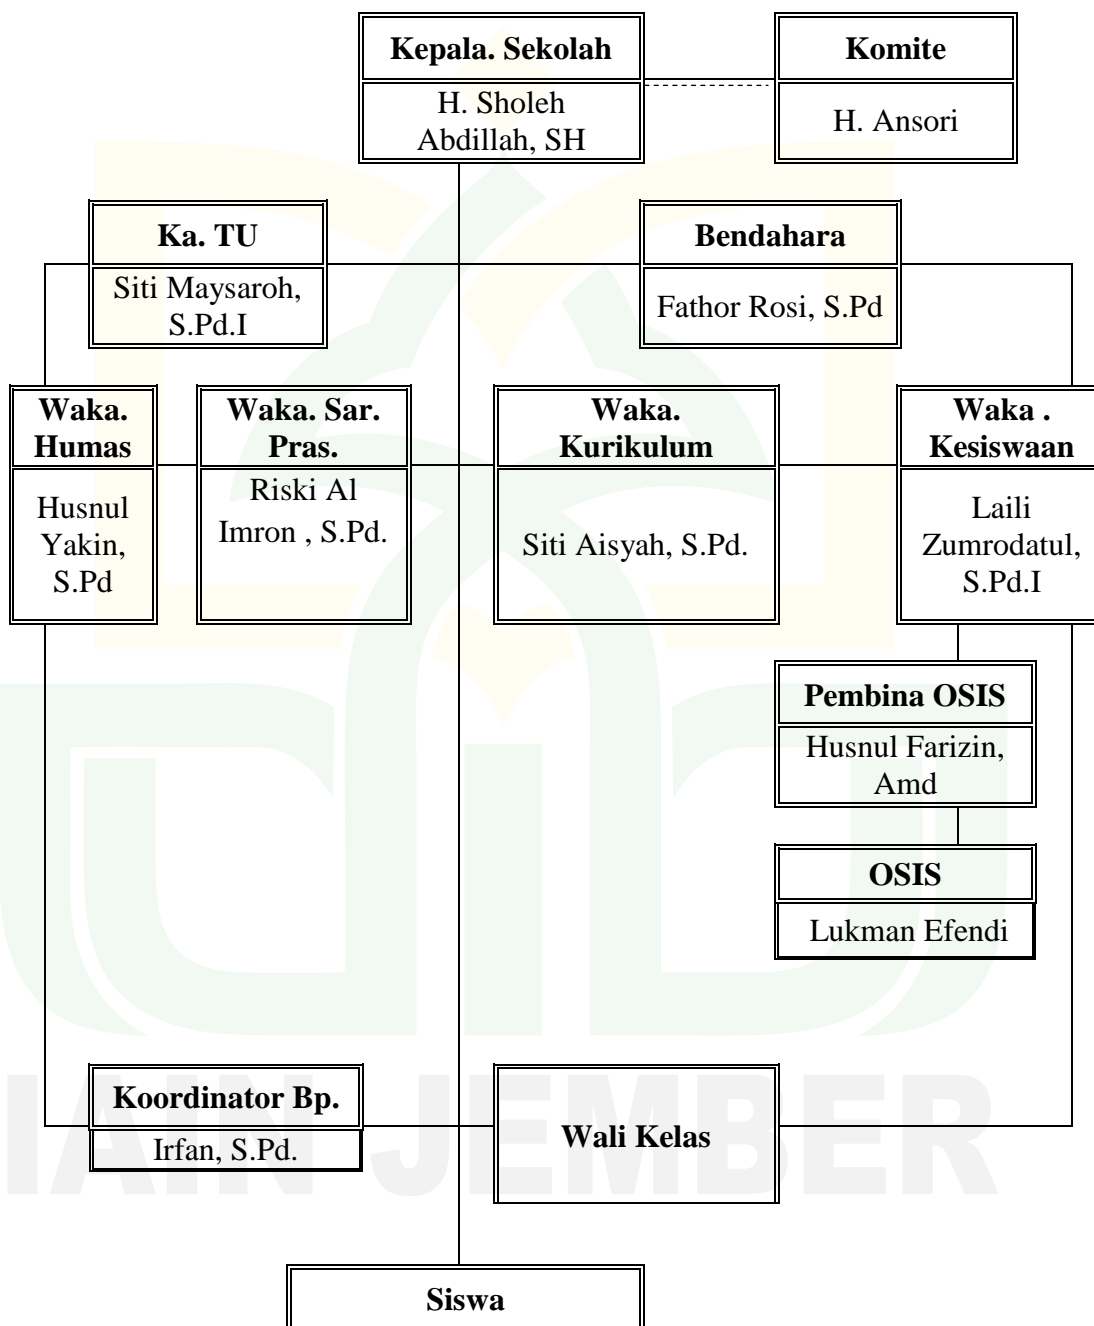 Kepala. Sekolah
H. Sholeh
Abdillah, SH
Komite
H. Ansori
Ka. TU
Siti Maysaroh,
S.Pd.I
Bendahara
Fathor Rosi, S.Pd
Waka.
Humas
Husnul
Yakin,
S.Pd
Waka. Sar.
Pras.
Riski Al
Imron , S.Pd.
Waka.
Kurikulum
Siti Aisyah, S.Pd.
Waka .
Kesiswaan
Laili
Zumrodatul,
S.Pd.I
Pembina OSIS
Husnul Farizin,
Amd
OSIS
Lukman Efendi
Koordinator Bp.
Irfan, S.Pd.
Wali Kelas
IAIN JEMBER
Siswa